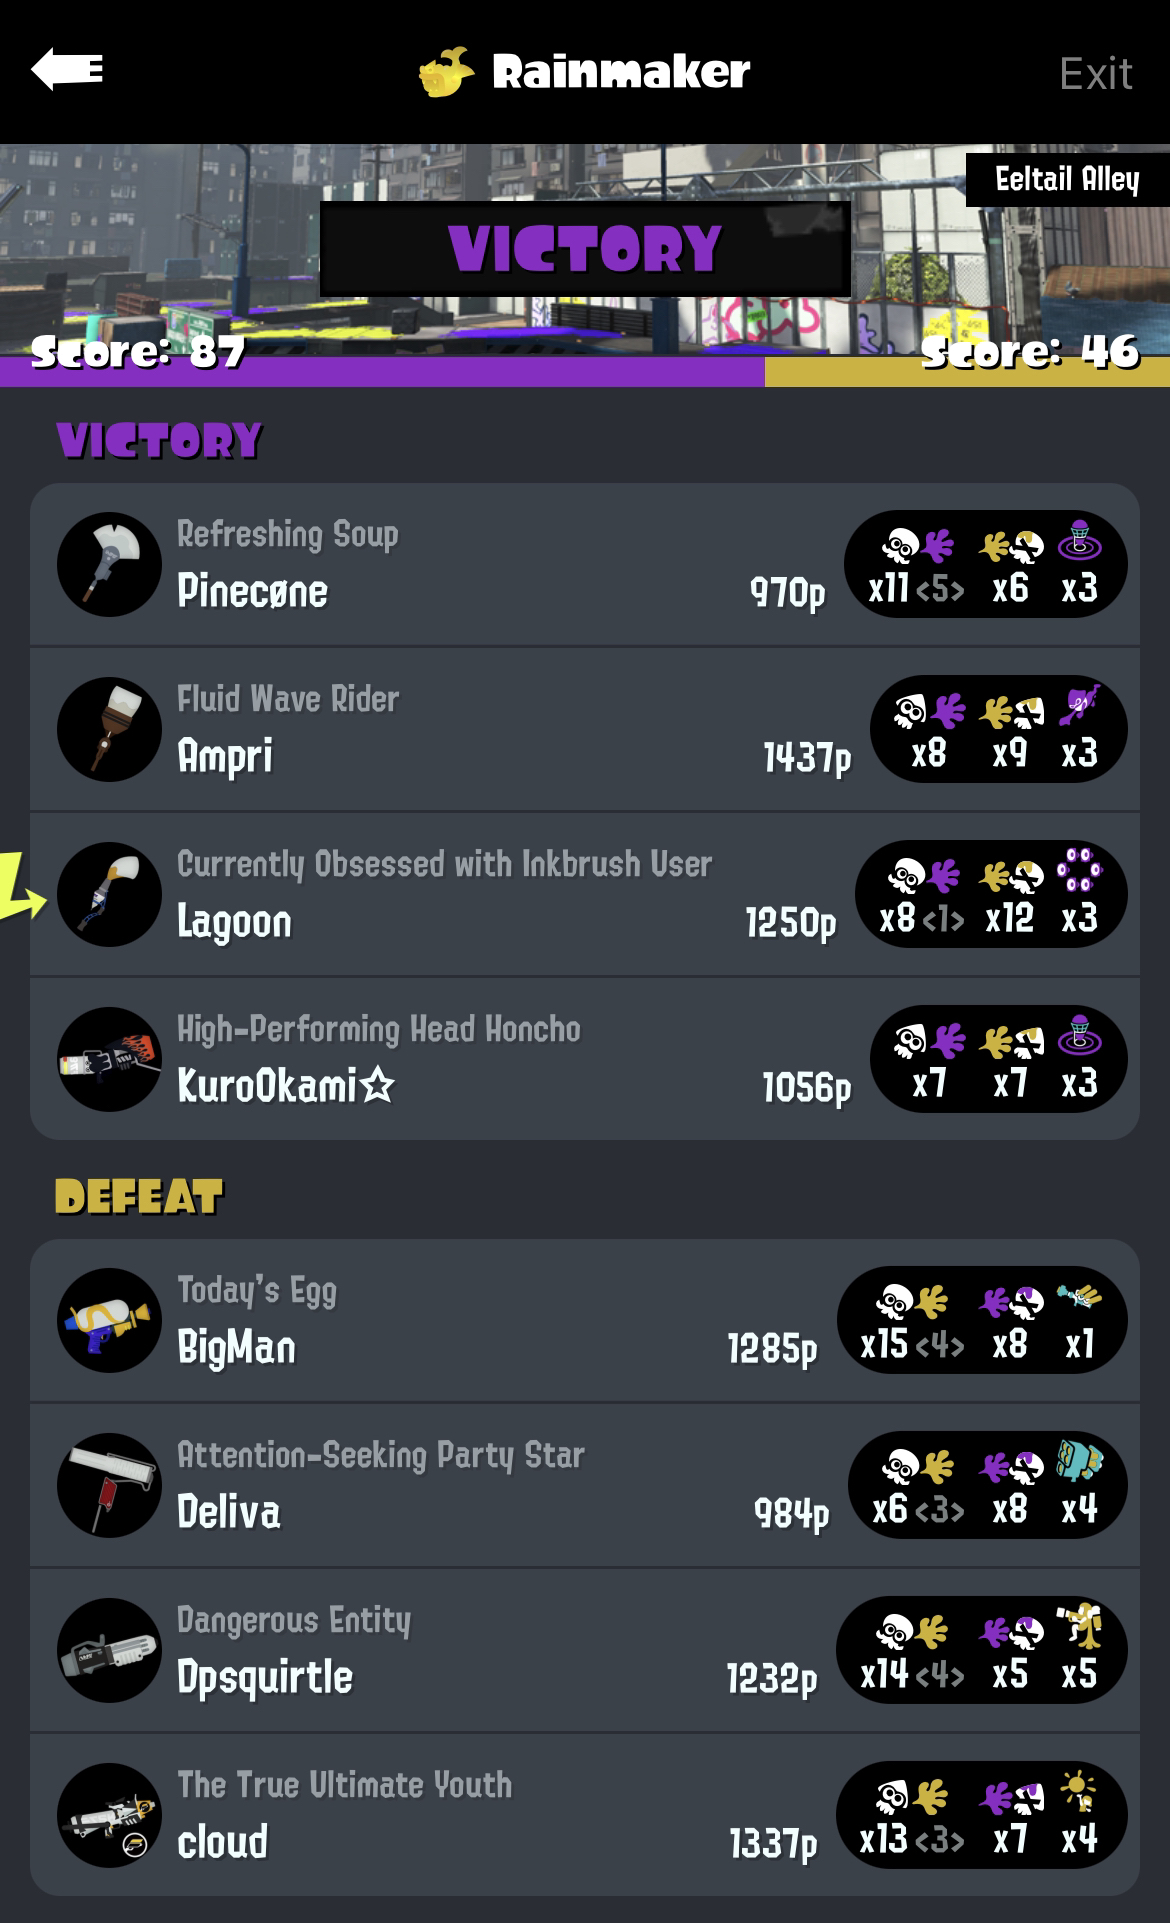 Rainmaker
Exit
Eeltail Alley
VICTORY
Score: 87
Score: 46
VICTORY
Refreshing Soup
Pinecøne
970p
x11 <5> x6 x3
Fluid Wave Rider
Ampri
1437p
x8 x9 x3
Currently Obsessed with Inkbrush User
Lagoon
1250p
x8 <1> x12 x3
High-Performing Head Honcho
KuroOkami☆
1056p
x7 x7 x3
DEFEAT
Today's Egg
BigMan
1285p
x15 <4> x8 x1
Attention-Seeking Party Star
Deliva
984p
x6 <3> x8 x4
Dangerous Entity
Dpsquirtle
1232p
x14 <4> x5 x5
The True Ultimate Youth
cloud
1337p
x13 <3> x7 x4